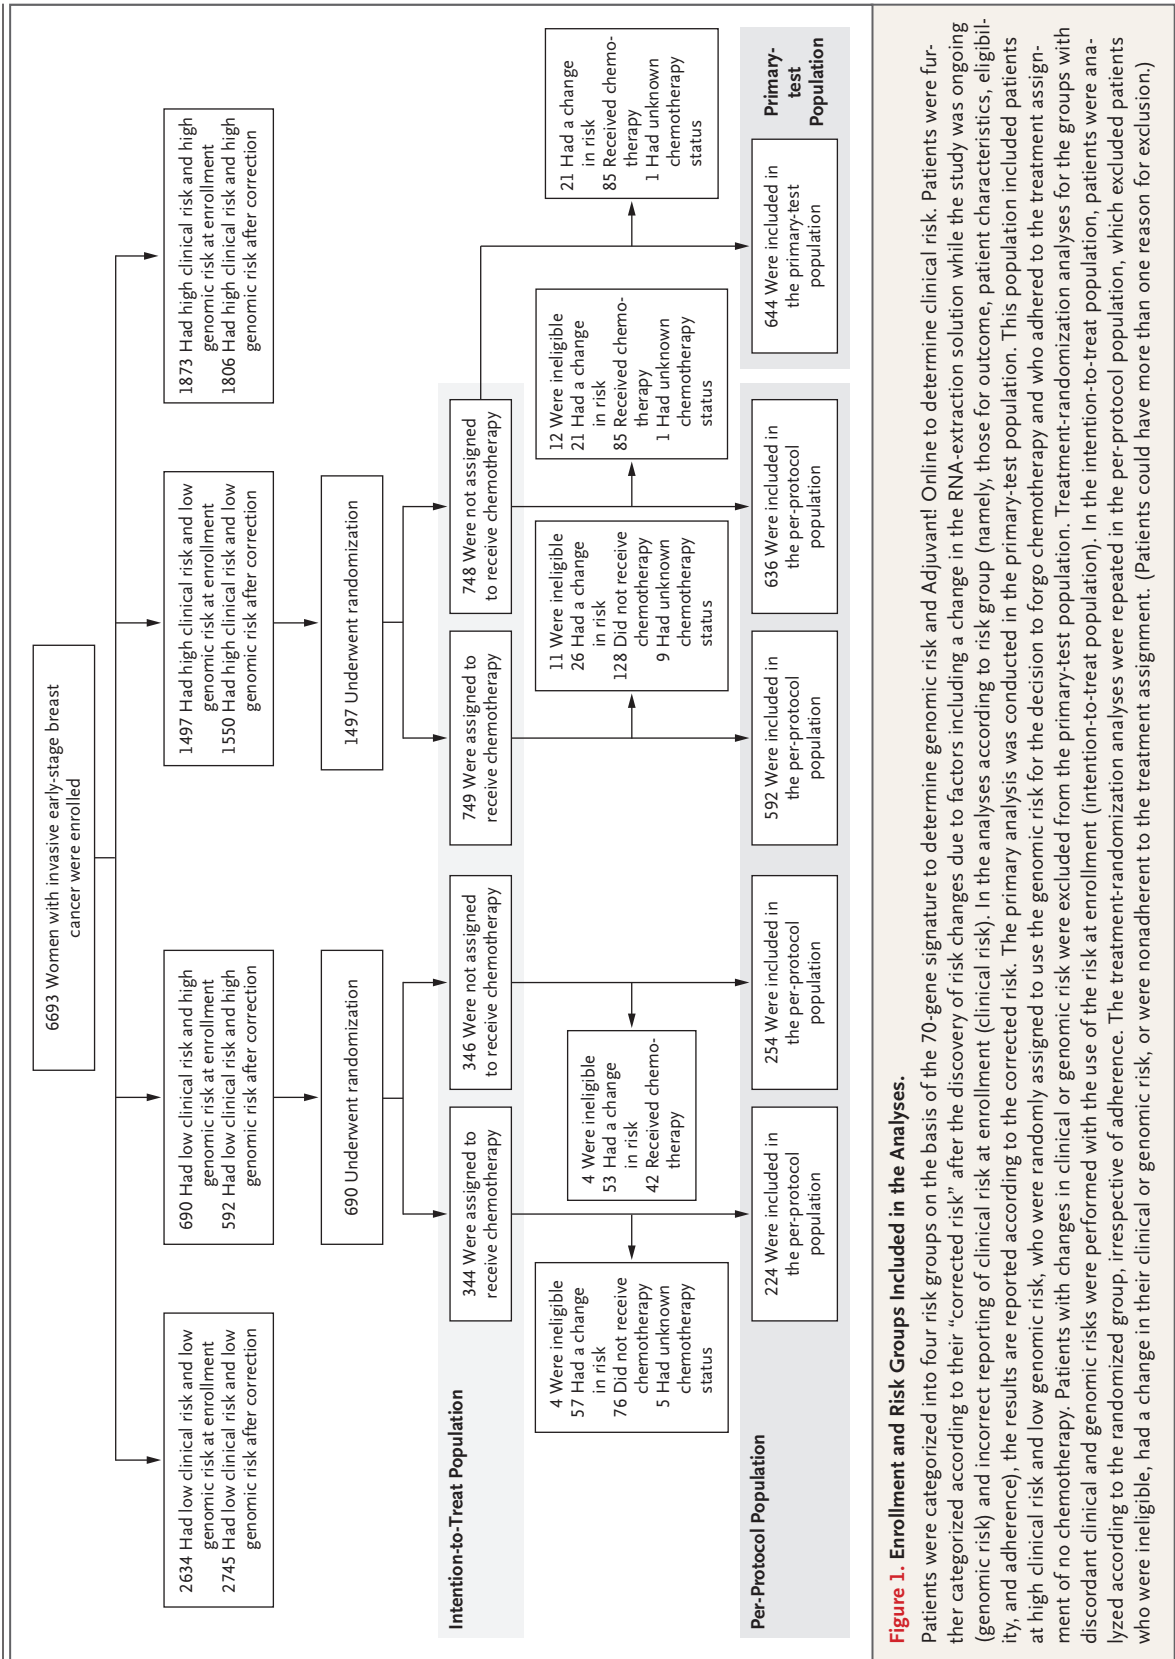 6693 Women with invasive early-stage breast
cancer were enrolled
2634 Had low clinical risk and low
genomic risk at enrollment
2745 Had low clinical risk and low
genomic risk after correction
690 Had low clinical risk and high
genomic risk at enrollment
592 Had low clinical risk and high
genomic risk after correction
1497 Had high clinical risk and low
genomic risk at enrollment
1550 Had high clinical risk and low
genomic risk after correction
1873 Had high clinical risk and high
genomic risk at enrollment
1806 Had high clinical risk and high
genomic risk after correction
690 Underwent randomization
1497 Underwent randomization
Intention-to-Treat Population
344 Were assigned to
receive chemotherapy
346 Were not assigned
to receive chemotherapy
749 Were assigned to
receive chemotherapy
748 Were not assigned
to receive chemotherapy
4 Were ineligible
57 Had a change
in risk
76 Did not receive
chemotherapy
5 Had unknown
chemotherapy
status
4 Were ineligible
53 Had a change
in risk
42 Received chemo-
therapy
11 Were ineligible
26 Had a change
in risk
128 Did not receive
chemotherapy
9 Had unknown
chemotherapy
status
12 Were ineligible
21 Had a change
in risk
85 Received chemo-
therapy
1 Had unknown
chemotherapy
status
21 Had a change
in risk
85 Received chemo-
therapy
1 Had unknown
chemotherapy
status
Per-Protocol Population
224 Were included in
the per-protocol
population
254 Were included in
the per-protocol
population
592 Were included in
the per-protocol
population
636 Were included in
the per-protocol
population
644 Were included in
the primary-test
population
Primary-
test
Population
Figure 1. Enrollment and Risk Groups Included in the Analyses.
Patients were categorized into four risk groups on the basis of the 70-gene signature to determine genomic risk and Adjuvant! Online to determine clinical risk. Patients were fur-
ther categorized according to their “corrected risk” after the discovery of risk changes due to factors including a change in the RNA-extraction solution while the study was ongoing
(genomic risk) and incorrect reporting of clinical risk at enrollment (clinical risk). In the analyses according to risk group (namely, those for outcome, patient characteristics, eligibil-
ity, and adherence), the results are reported according to the corrected risk. The primary analysis was conducted in the primary-test population. This population included patients
at high clinical risk and low genomic risk, who were randomly assigned to use the genomic risk for the decision to forgo chemotherapy and who adhered to the treatment assign-
ment of no chemotherapy. Patients with changes in clinical or genomic risk were excluded from the primary-test population. Treatment-randomization analyses for the groups with
discordant clinical and genomic risks were performed with the use of the risk at enrollment (intention-to-treat population). In the intention-to-treat population, patients were ana-
lyzed according to the randomized group, irrespective of adherence. The treatment-randomization analyses were repeated in the per-protocol population, which excluded patients
who were ineligible, had a change in their clinical or genomic risk, or were nonadherent to the treatment assignment. (Patients could have more than one reason for exclusion.)